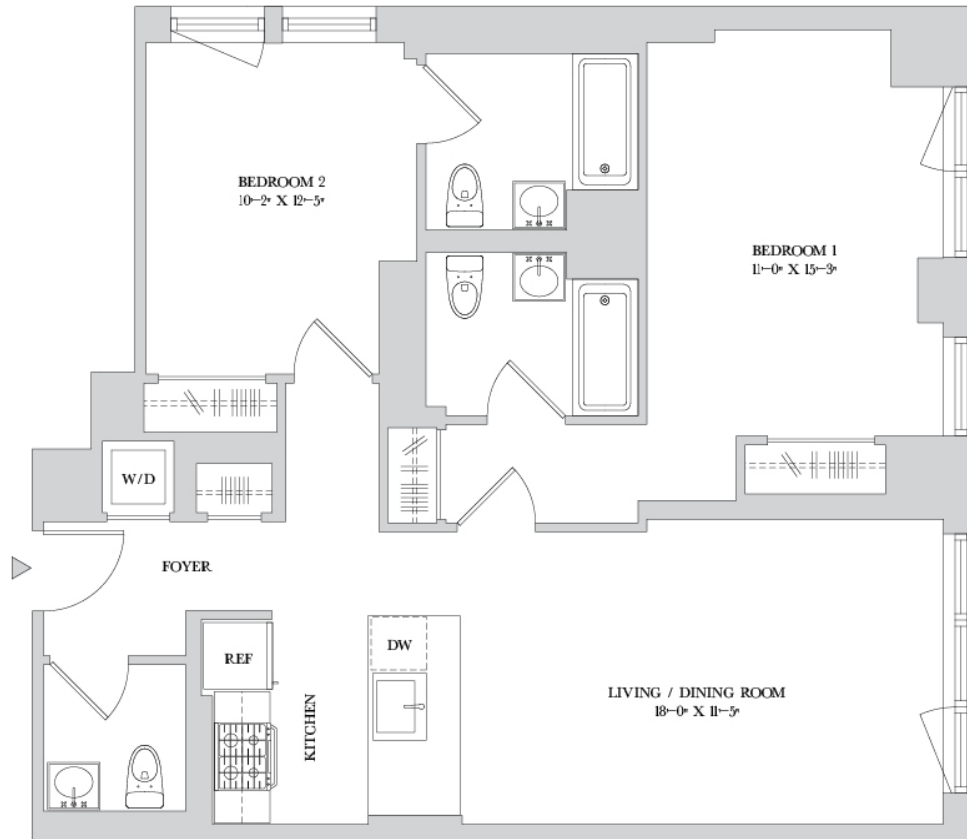 BEDROOM 2
10'-2" X 12'-5"
BEDROOM 1
11'-0" X 15'-3"
W/D
FOYER
REF
DW
KITCHEN
LIVING / DINING ROOM
18'-0" X 11'-5"